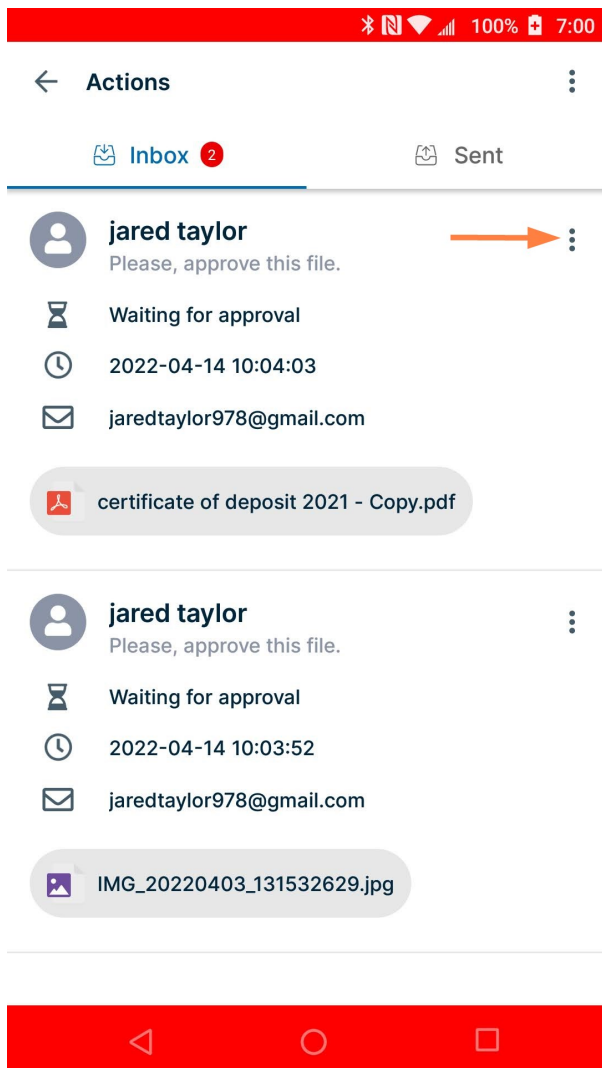 100% 7:00
Actions
Inbox 2 Sent
jared taylor
Please, approve this file.
Waiting for approval
2022-04-14 10:04:03
jaredtaylor978@gmail.com
certificate of deposit 2021 - Copy.pdf
jared taylor
Please, approve this file.
Waiting for approval
2022-04-14 10:03:52
jaredtaylor978@gmail.com
IMG_20220403_131532629.jpg